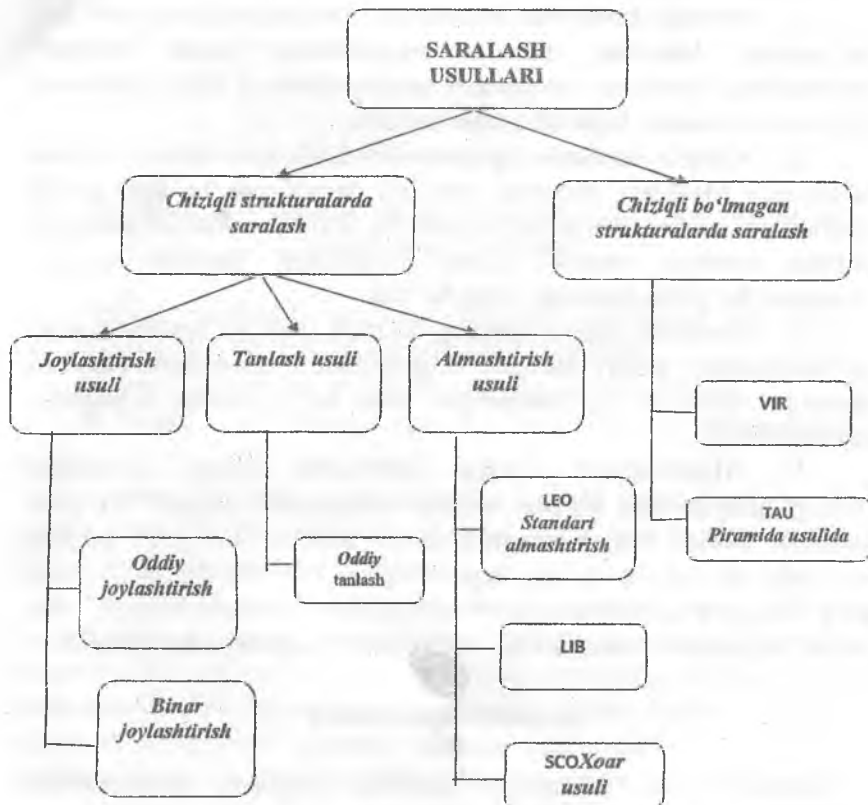 SARALASH
USULLARI
Chiziqli strukturalarda
saralash
Chiziqli bo‘lmagan
strukturalarda saralash
Joylashtirish
usuli
Tanlash usuli
Almashtirish
usuli
VIR
LEO
Standart
almashtirish
TAU
Piramida usulida
Oddiy
joylashtirish
Oddiy
tanlash
LIB
Binar
joylashtirish
SCOXoar
usuli